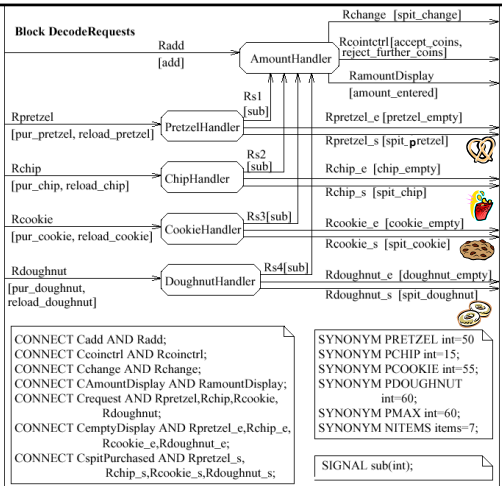 Block DecodeRequests
Radd
[add]
AmountHandler
Rchange [spit_change]
Rcointctrl[accept_coins,
reject_further_coins]
RamountDisplay
[amount_entered]
Rpretzel
[pur_pretzel, reload_pretzel]
PretzelHandler
Rs1
[sub]
Rpretzel_e [pretzel_empty]
Rpretzel_s [spit_pretzel]
Rchip
[pur_chip, reload_chip]
ChipHandler
Rs2
[sub]
Rchip_e [chip_empty]
Rchip_s [spit_chip]
Rcookie
[pur_cookie, reload_cookie]
CookieHandler
Rs3[sub]
Rcookie_e [cookie_empty]
Rcookie_s [spit_cookie]
Rdoughnut
[pur_doughnut,
reload_doughnut]
DoughnutHandler
Rs4[sub]
Rdoughnut_e [doughnut_empty]
Rdoughnut_s [spit_doughnut]
CONNECT Cadd AND Radd;
CONNECT Ccoinctrl AND Rcoinctrl;
CONNECT Cchange AND Rchange;
CONNECT CAmountDisplay AND RamountDisplay;
CONNECT Crequest AND Rpretzel,Rchip,Rcookie,
Rdoughnut;
CONNECT CemptyDisplay AND Rpretzel_e,Rchip_e,
Rcookie_e,Rdoughnut_e;
CONNECT CspitPurchased AND Rpretzel_s,
Rchip_s,Rcookie_s,Rdoughnut_s;
SYNONYM PRETZEL int=50
SYNONYM PCHIP int=15;
SYNONYM PCOOKIE int=55;
SYNONYM PDOUGHNUT
int=60;
SYNONYM PMAX int=60;
SYNONYM NITEMS items=7;
SIGNAL sub(int);